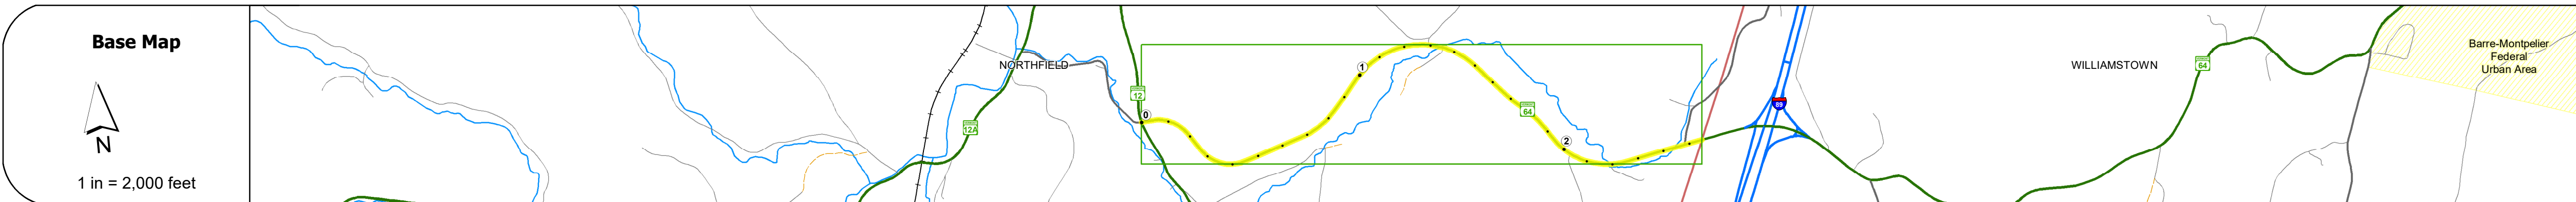 Base Map
N
1 in = 2,000 feet
NORTHFIELD
12A
12
0
1
64
2
89
WILLIAMSTOWN
64
Barre-Montpelier
Federal
Urban Area